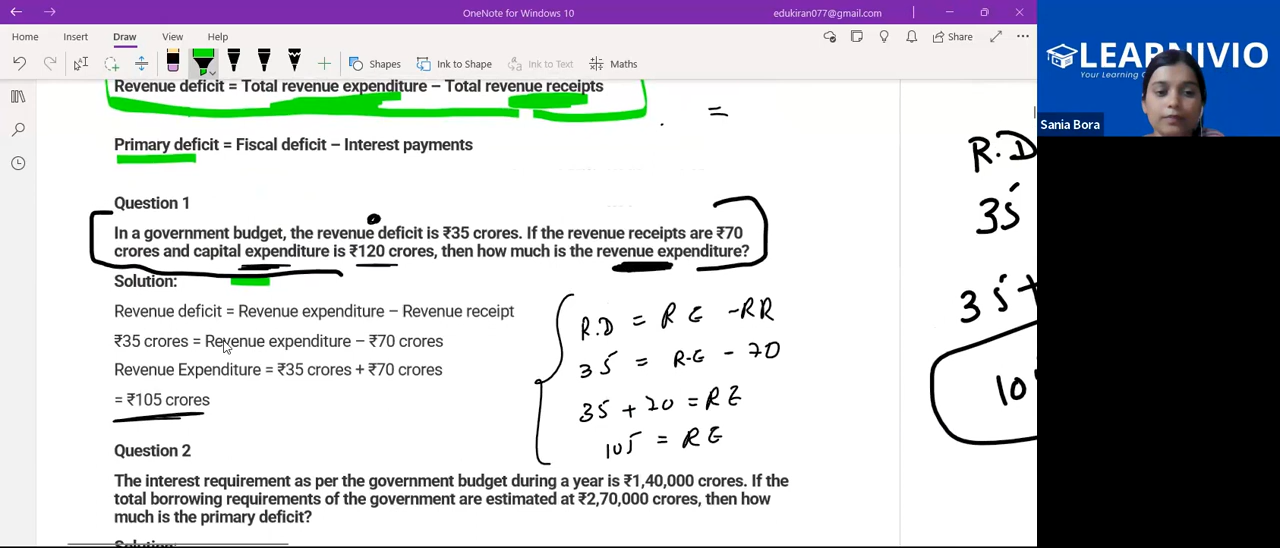 OneNote for Windows 10
edukiran077@gmail.com
Home Insert Draw View Help
Share
Shapes Ink to Shape Ink to Text Maths
LEARNIVIO
Your Learning
Sania Bora
Revenue deficit = Total revenue expenditure – Total revenue receipts
=
Primary deficit = Fiscal deficit – Interest payments
Question 1
In a government budget, the revenue deficit is ₹35 crores. If the revenue receipts are ₹70
crores and capital expenditure is ₹120 crores, then how much is the revenue expenditure?
Solution:
Revenue deficit = Revenue expenditure – Revenue receipt
₹35 crores = Revenue expenditure – ₹70 crores
Revenue Expenditure = ₹35 crores + ₹70 crores
= ₹105 crores
R.D = RE - RR
35 = R.E - 70
35 + 70 = RE
105 = RE
R.D
35
35+
10
Question 2
The interest requirement as per the government budget during a year is ₹1,40,000 crores. If the
total borrowing requirements of the government are estimated at ₹2,70,000 crores, then how
much is the primary deficit?
Solution: